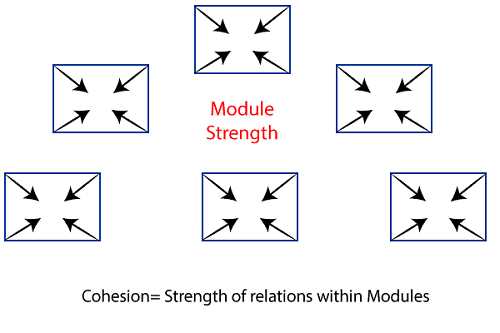 Module
Strength
Cohesion= Strength of relations within Modules